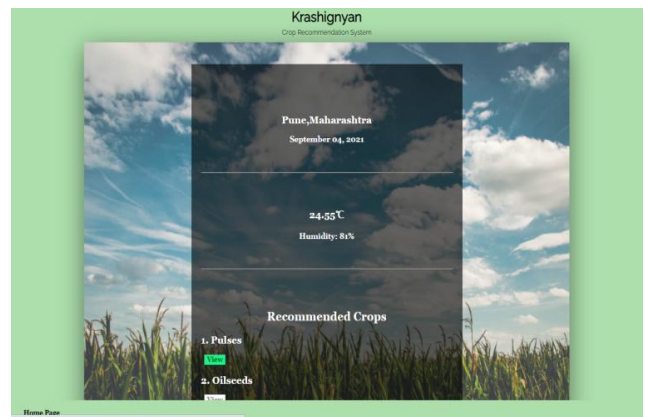 Krashignyan
Crop Recommendation System
Pune,Maharashtra
September 04, 2021
24.55℃
Humidity: 81%
Recommended Crops
1. Pulses
View
2. Oilseeds
View
Home Page